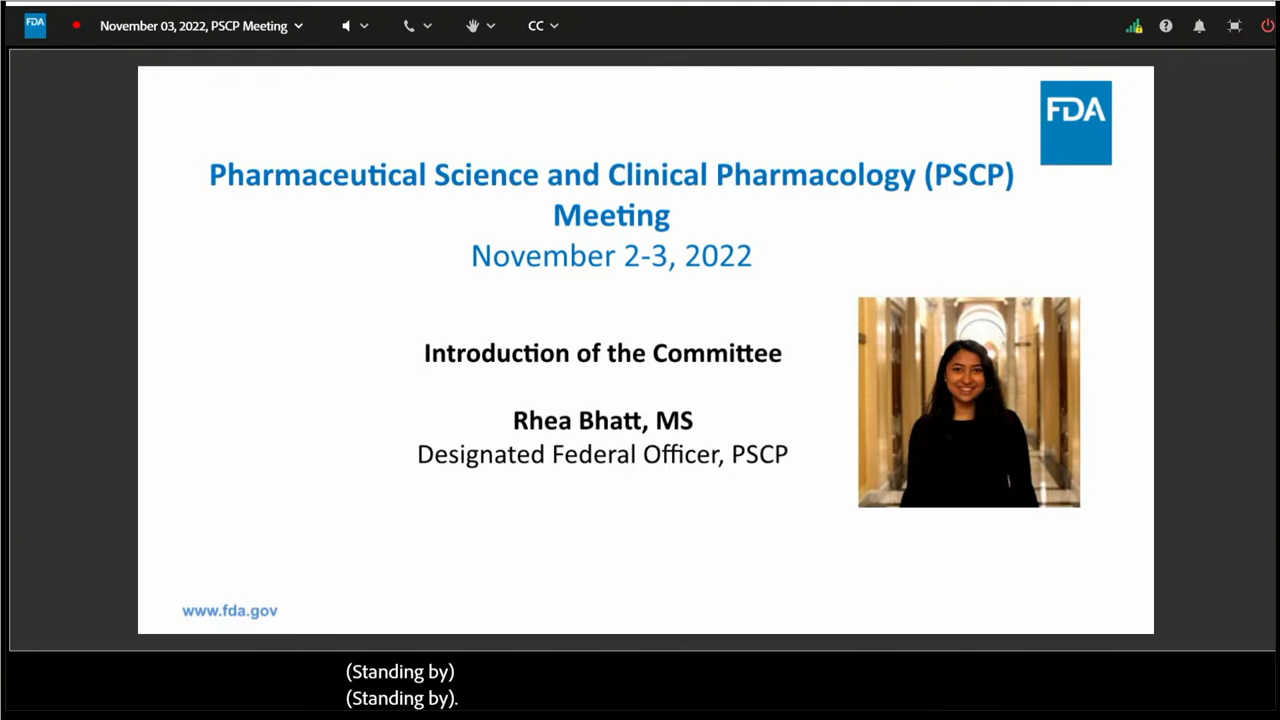 FDA
November 03, 2022, PSCP Meeting
CC
FDA
Pharmaceutical Science and Clinical Pharmacology (PSCP)
Meeting
November 2-3, 2022
Introduction of the Committee
Rhea Bhatt, MS
Designated Federal Officer, PSCP
www.fda.gov
(Standing by)
(Standing by).